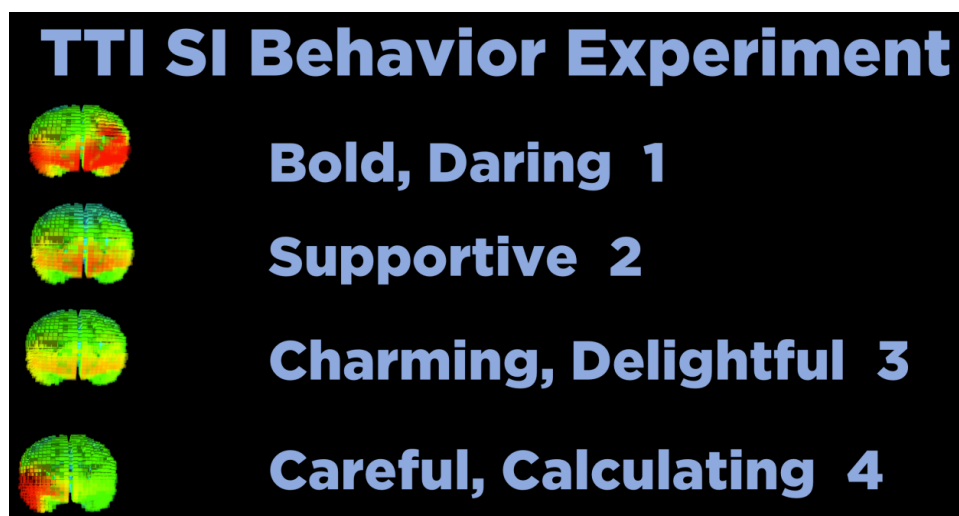 TTI SI Behavior Experiment
Bold, Daring 1
Supportive 2
Charming, Delightful 3
Careful, Calculating 4